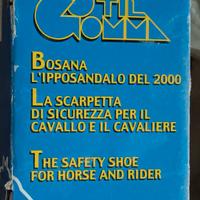 STIL
GOMMA
BOSANA
L'IPPOSANDALO DEL 2000
LA SCARPETTA
DI SICUREZZA PER IL
CAVALLO E IL CAVALIERE
THE SAFETY SHOE
FOR HORSE AND RIDER